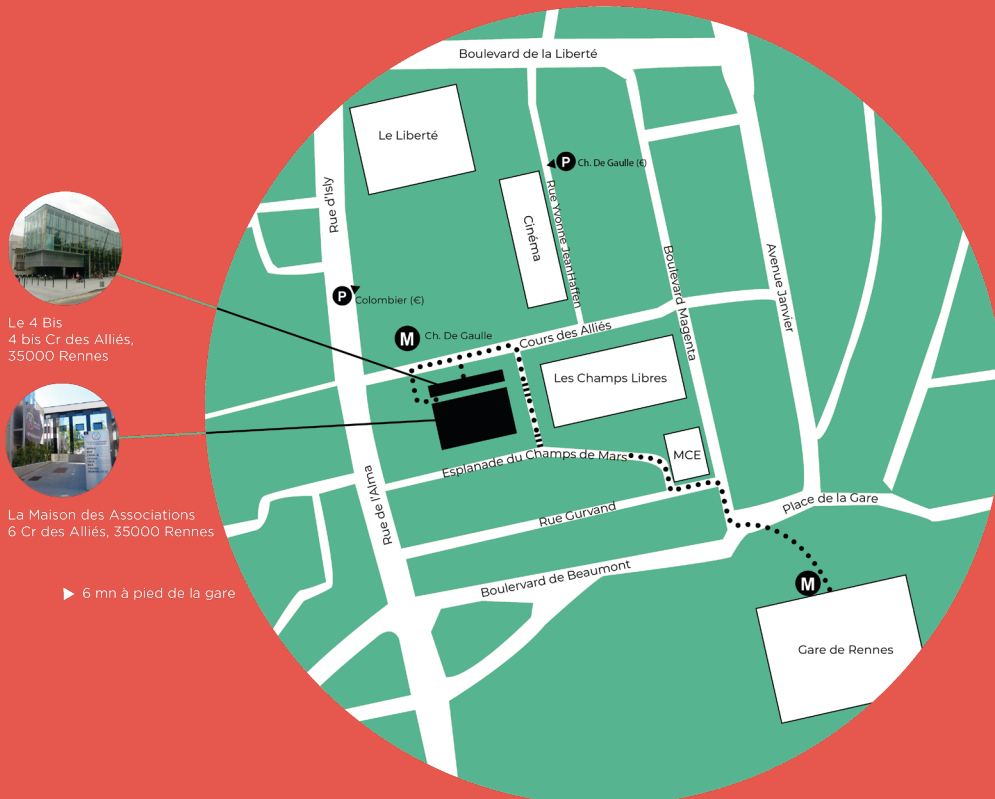 Boulevard de la Liberté
Le Liberté
P
Ch. De Gaulle (€)
Rue d'Isly
Rue Yvonne JeanHaffen
Cinéma
Boulevard Magenta
Avenue Janvier
P
Colombier (€)
M
Ch. De Gaulle
Cours des Alliés
Le 4 Bis
4 bis Cr des Alliés,
35000 Rennes
Les Champs Libres
MCE
Esplanade du Champs de Mars
Rue de l'Alma
Rue Gurvand
Place de la Gare
La Maison des Associations
6 Cr des Alliés, 35000 Rennes
Boulervard de Beaumont
M
6 mn à pied de la gare
Gare de Rennes